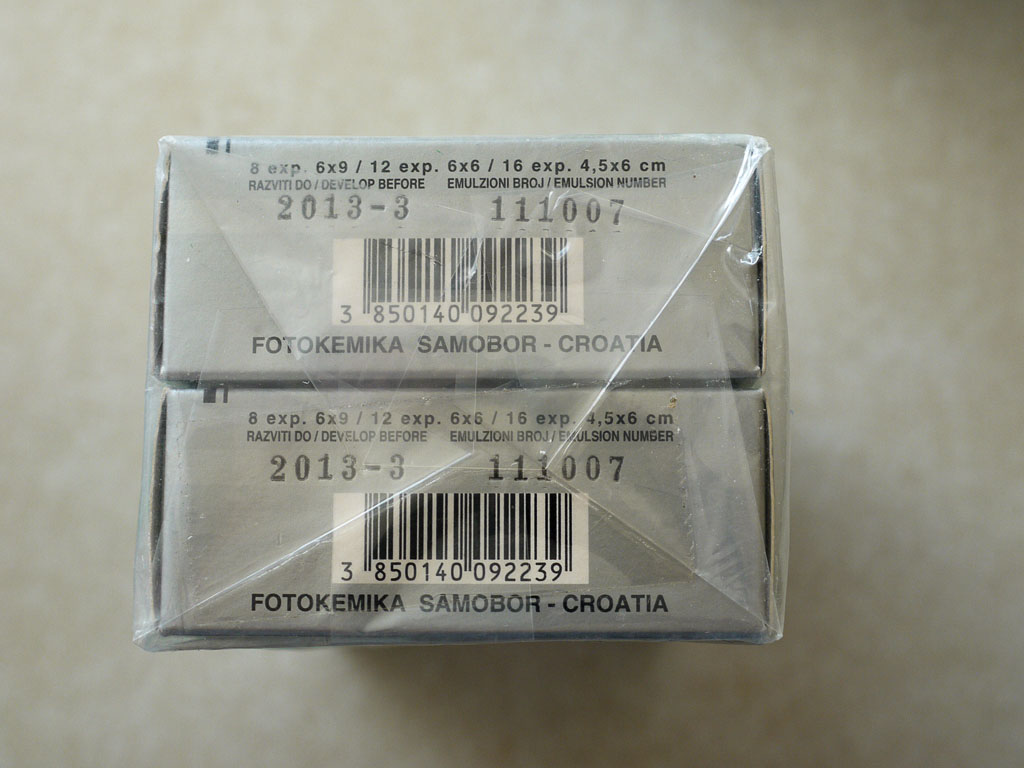 8 exp. 6x9 / 12 exp. 6x6 / 16 exp. 4,5x6 cm
RAZVITI DO / DEVELOP BEFORE EMULZIONI BROJ / EMULSION NUMBER
2013-3 111007
3 850140 092239
FOTOKEMIKA SAMOBOR - CROATIA
8 exp. 6x9 / 12 exp. 6x6 / 16 exp. 4,5x6 cm
RAZVITI DO / DEVELOP BEFORE EMULZIONI BROJ / EMULSION NUMBER
2013-3 111007
3 850140 092239
FOTOKEMIKA SAMOBOR - CROATIA